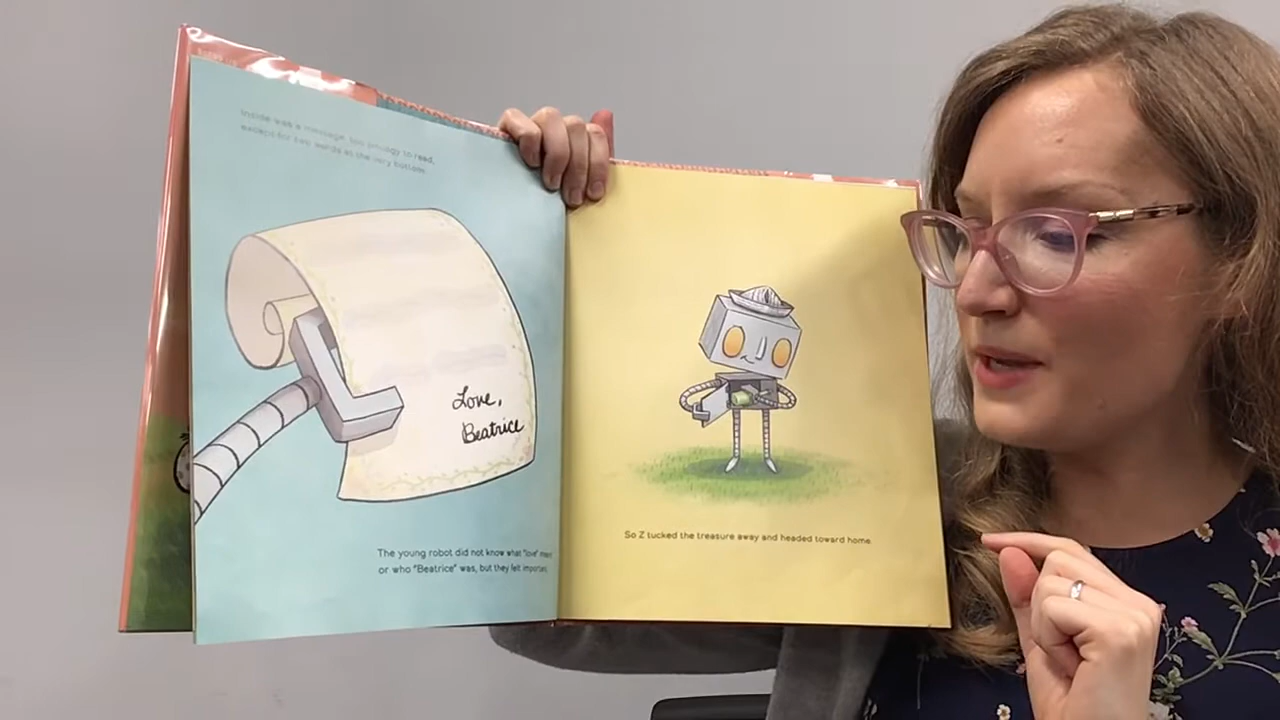 Inside was a message, too smudgy to read,
except for two words at the very bottom.
Love,
Beatrice
The young robot did not know what "love" mean
or who "Beatrice" was, but they felt important.
So Z tucked the treasure away and headed toward home.